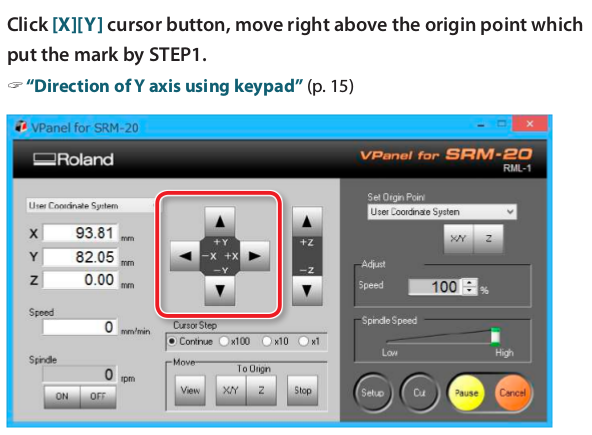 Click [X][Y] cursor button, move right above the origin point which
put the mark by STEP1.
☞ “Direction of Y axis using keypad” (p. 15)
VPanel for SRM-20
Roland
VPanel for SRM-20
RML-1
User Coordinate System
X 93.81 mm
Y 82.05 mm
Z 0.00 mm
Speed
0 mm/min
Spindle
0 rpm
ON OFF
+Y
-X +X
-Y
+Z
-Z
Cursor Step
Continue x100 x10 x1
Move
To Origin
View X/Y Z Stop
Set Origin Point
User Coordinate System
X/Y Z
Adjust
Speed 100 %
Spindle Speed
Low High
Setup Cut Pause Cancel